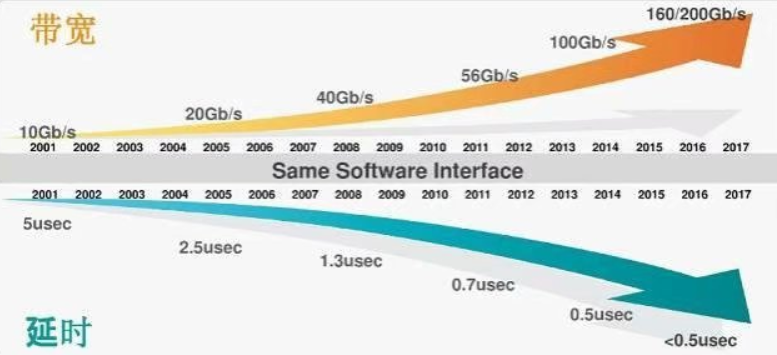 带宽
160/200Gb/s
100Gb/s
56Gb/s
40Gb/s
20Gb/s
10Gb/s
2001 2002 2003 2004 2005 2006 2007 2008 2009 2010 2011 2012 2013 2014 2015 2016 2017
Same Software Interface
2001 2002 2003 2004 2005 2006 2007 2008 2009 2010 2011 2012 2013 2014 2015 2016 2017
5usec
2.5usec
1.3usec
0.7usec
0.5usec
<0.5usec
延时